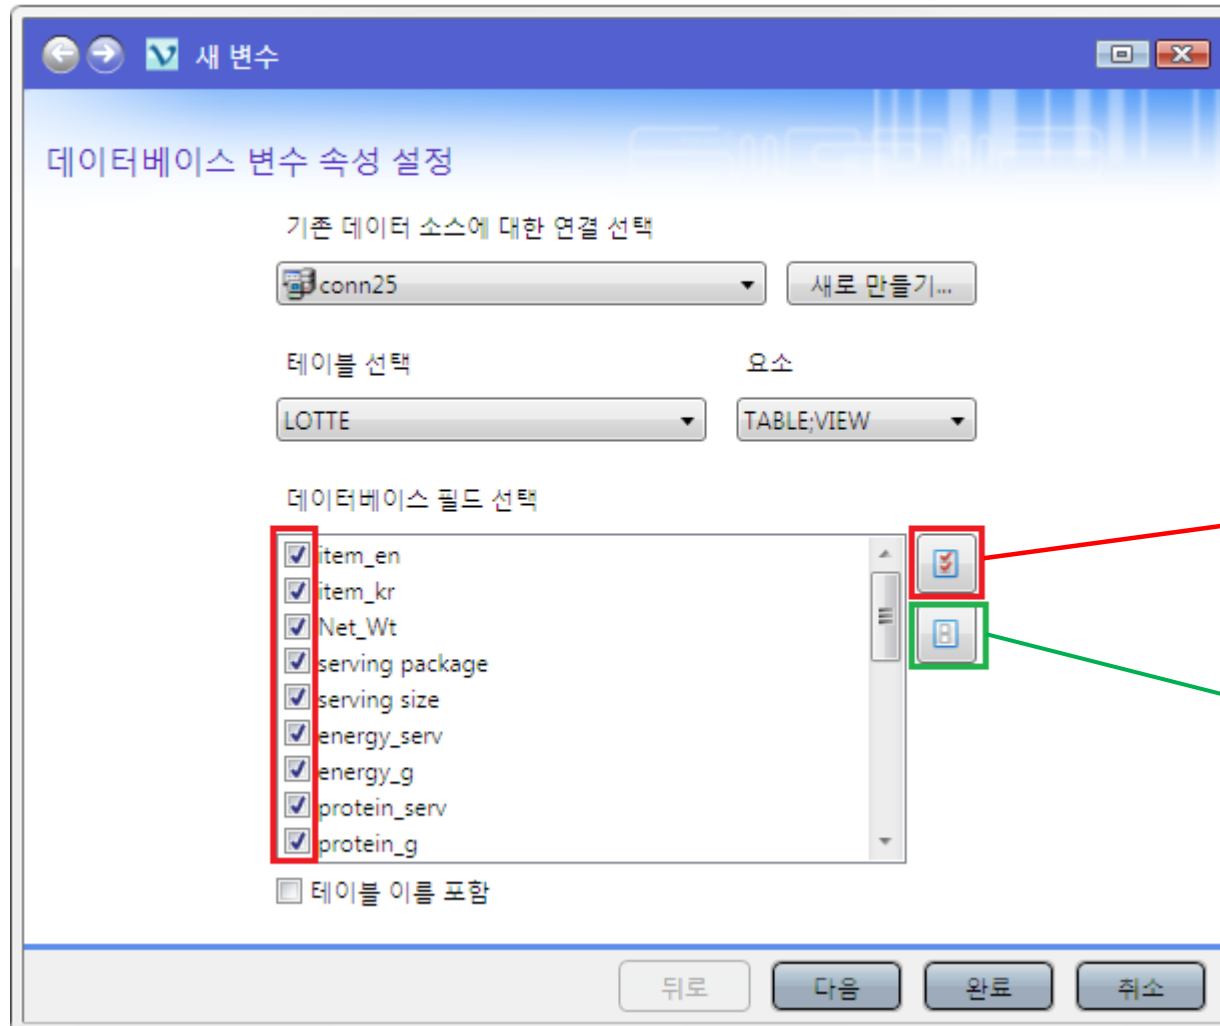 새 변수
데이터베이스 변수 속성 설정
기존 데이터 소스에 대한 연결 선택
conn25
새로 만들기...
테이블 선택
요소
LOTTE
TABLE;VIEW
데이터베이스 필드 선택
item_en
item_kr
Net_Wt
serving package
serving size
energy_serv
energy_g
protein_serv
protein_g
테이블 이름 포함
뒤로
다음
완료
취소